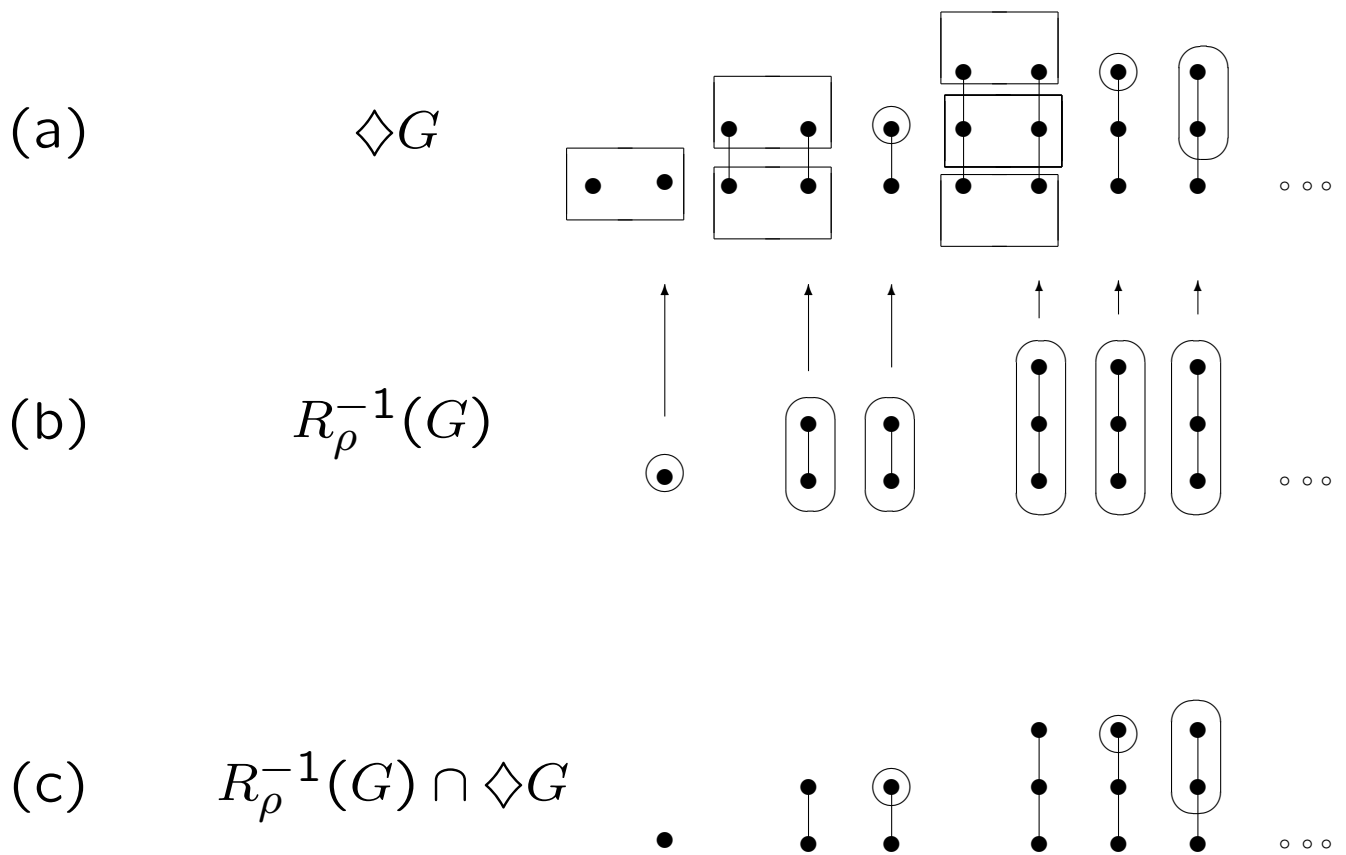 (a) ◇G ∘ ∘ ∘
(b) R_ρ^{-1}(G) ∘ ∘ ∘
(c) R_ρ^{-1}(G) ∩ ◇G ∘ ∘ ∘